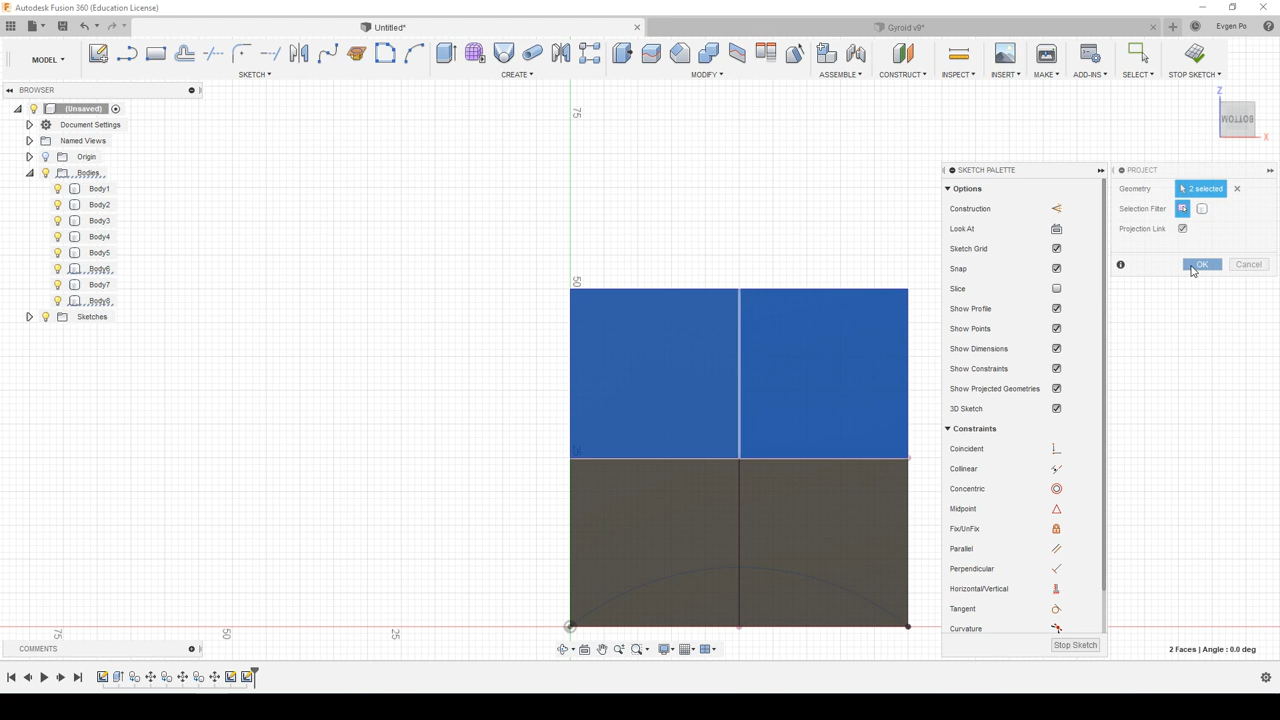 Autodesk Fusion 360 (Education License)
Untitled*
Gyroid v9*
Evgen Po
MODEL
SKETCH
CREATE
MODIFY
ASSEMBLE
CONSTRUCT
INSPECT
INSERT
MAKE
ADD-INS
SELECT
STOP SKETCH
BROWSER
(Unsaved)
Document Settings
Named Views
Origin
Bodies
Body1
Body2
Body3
Body4
Body5
Body6
Body7
Body8
Sketches
75
50
25
75
50
25
Z
BOTTOM
X
SKETCH PALETTE
Options
Construction
Look At
Sketch Grid
Snap
Slice
Show Profile
Show Points
Show Dimensions
Show Constraints
Show Projected Geometries
3D Sketch
Constraints
Coincident
Collinear
Concentric
Midpoint
Fix/UnFix
Parallel
Perpendicular
Horizontal/Vertical
Tangent
Curvature
Stop Sketch
PROJECT
Geometry
2 selected
Selection Filter
Projection Link
OK
Cancel
COMMENTS
2 Faces | Angle : 0.0 deg